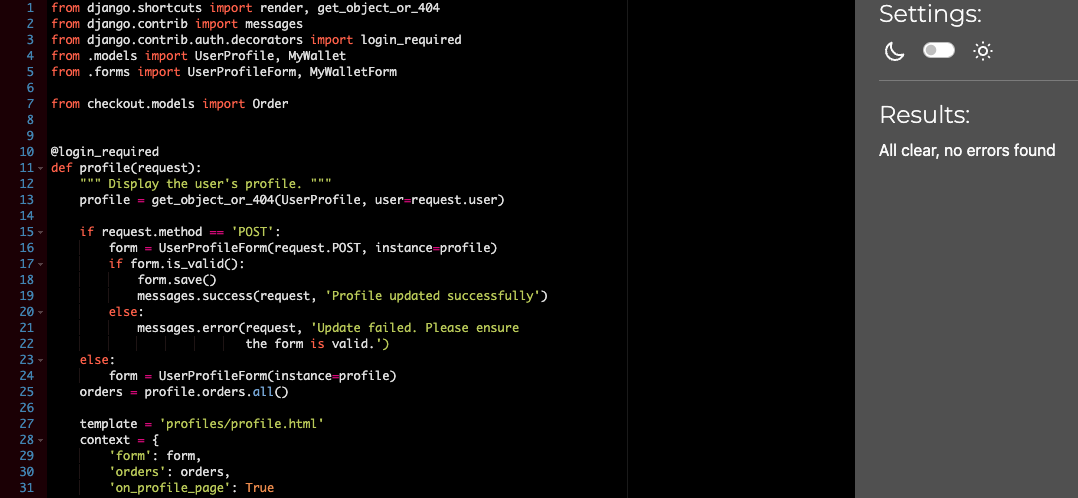 1 from django.shortcuts import render, get_object_or_404
2 from django.contrib import messages
3 from django.contrib.auth.decorators import login_required
4 from .models import UserProfile, MyWallet
5 from .forms import UserProfileForm, MyWalletForm
6
7 from checkout.models import Order
8
9
10 @login_required
11 def profile(request):
12     """ Display the user's profile. """
13     profile = get_object_or_404(UserProfile, user=request.user)
14
15     if request.method == 'POST':
16         form = UserProfileForm(request.POST, instance=profile)
17         if form.is_valid():
18             form.save()
19             messages.success(request, 'Profile updated successfully')
20         else:
21             messages.error(request, 'Update failed. Please ensure
22                            the form is valid.')
23     else:
24         form = UserProfileForm(instance=profile)
25     orders = profile.orders.all()
26
27     template = 'profiles/profile.html'
28     context = {
29         'form': form,
30         'orders': orders,
31         'on_profile_page': True
Settings:
Results:
All clear, no errors found